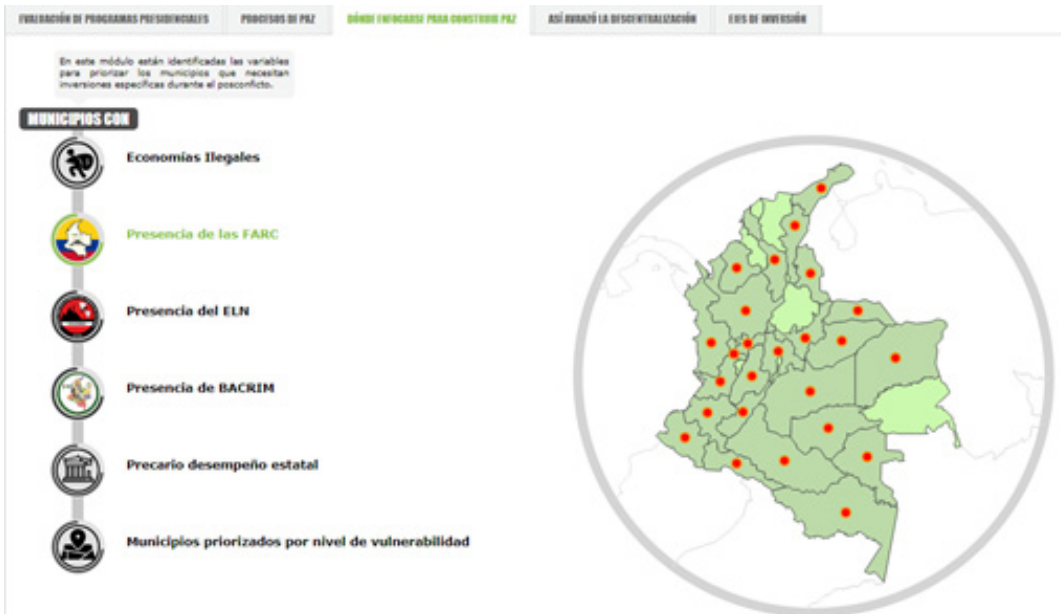 EVALUACIÓN DE PROGRAMAS PRESIDENCIALES
PROCESOS DE PAZ
DÓNDE ENFOCARSE PARA CONSTRUIR PAZ
ASÍ AVANZÓ LA DESCENTRALIZACIÓN
EJES DE INVERSIÓN
En este módulo están identificadas las variables
para priorizar los municipios que necesitan
inversiones específicas durante el posconficto.
MUNICIPIOS CON
Economías Ilegales
Presencia de las FARC
Presencia del ELN
Presencia de BACRIM
Precario desempeño estatal
Municipios priorizados por nivel de vulnerabilidad